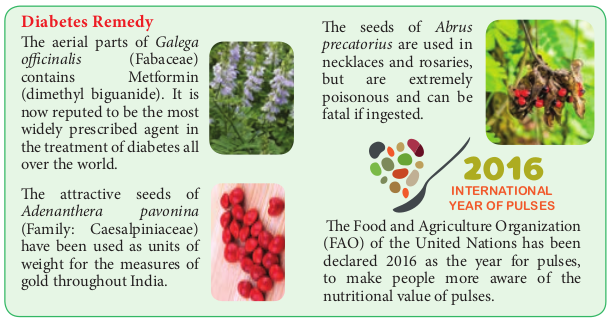 Diabetes Remedy
The aerial parts of Galega
officinalis (Fabaceae)
contains Metformin
(dimethyl biguanide). It is
now reputed to be the most
widely prescribed agent in
the treatment of diabetes all
over the world.
The attractive seeds of
Adenanthera pavonina
(Family: Caesalpiniaceae)
have been used as units of
weight for the measures of
gold throughout India.
The seeds of Abrus
precatorius are used in
necklaces and rosaries,
but are extremely
poisonous and can be
fatal if ingested.
2016
INTERNATIONAL
YEAR OF PULSES
The Food and Agriculture Organization
(FAO) of the United Nations has been
declared 2016 as the year for pulses,
to make people more aware of the
nutritional value of pulses.